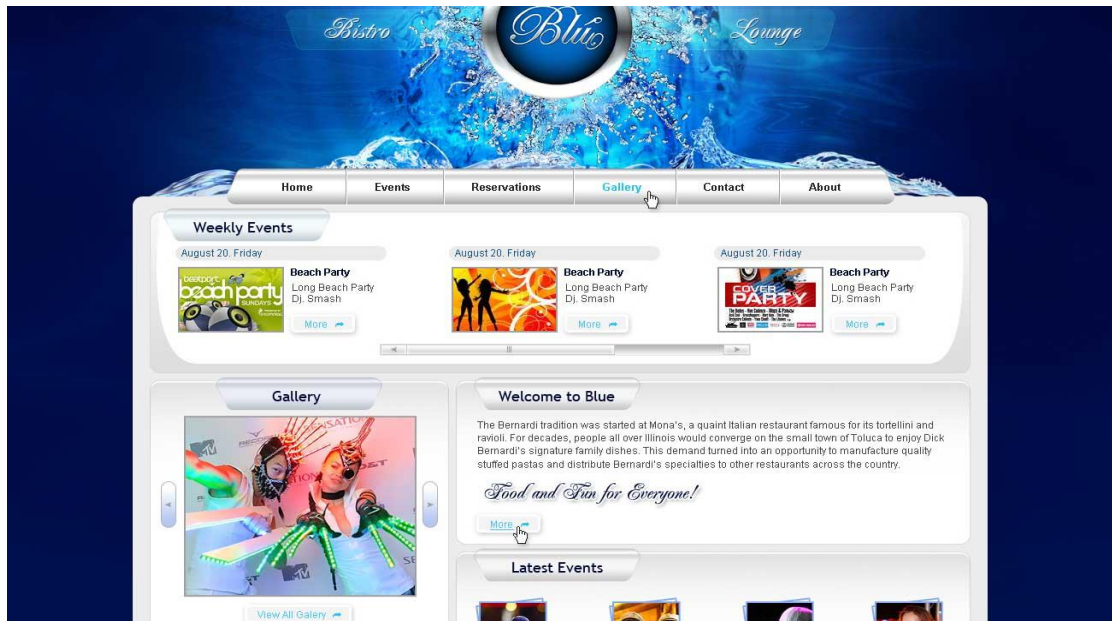 Bistro
Blú
Lounge
Home Events Reservations Gallery Contact About
Weekly Events
August 20. Friday August 20. Friday August 20. Friday
beatport
beach party
SUNDAYS
Beach Party
Long Beach Party
Dj. Smash
More
Beach Party
Long Beach Party
Dj. Smash
More
COVER
PARTY
Beach Party
Long Beach Party
Dj. Smash
More
Gallery
MTV
MTV
View All Galery
Welcome to Blue
The Bernardi tradition was started at Mona's, a quaint Italian restaurant famous for its tortellini and
ravioli. For decades, people all over Illinois would converge on the small town of Toluca to enjoy Dick
Bernardi's signature family dishes. This demand turned into an opportunity to manufacture quality
stuffed pastas and distribute Bernardi's specialties to other restaurants across the country.
Food and Fun for Everyone!
More
Latest Events